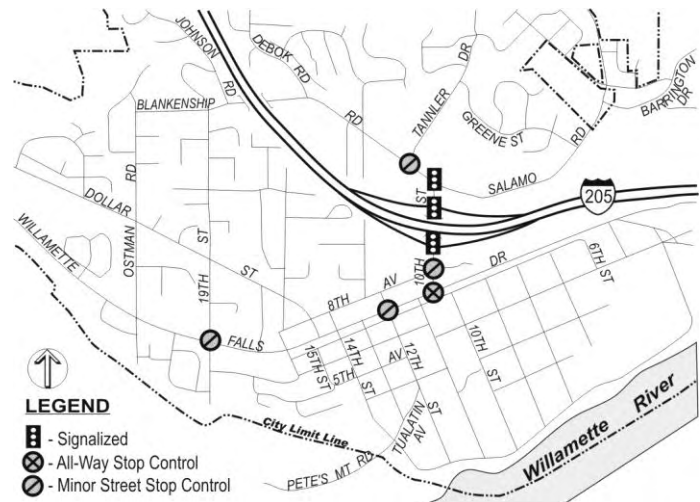 JOHNSON RD
DEBOK RD
RD
TANNLER DR
BARRINGTON DR
BLANKENSHIP
GREENE ST
RD
SALAMO
205
OSTMAN RD
DOLLAR ST
WILLAMETTE
19TH ST
10TH ST
DR
8TH AV
6TH ST
FALLS
15TH ST
14TH ST
5TH AV
12TH ST
10TH ST
TUALATIN AV
PETE'S MT RD
City Limit Line
Willamette River
LEGEND
- Signalized
- All-Way Stop Control
- Minor Street Stop Control